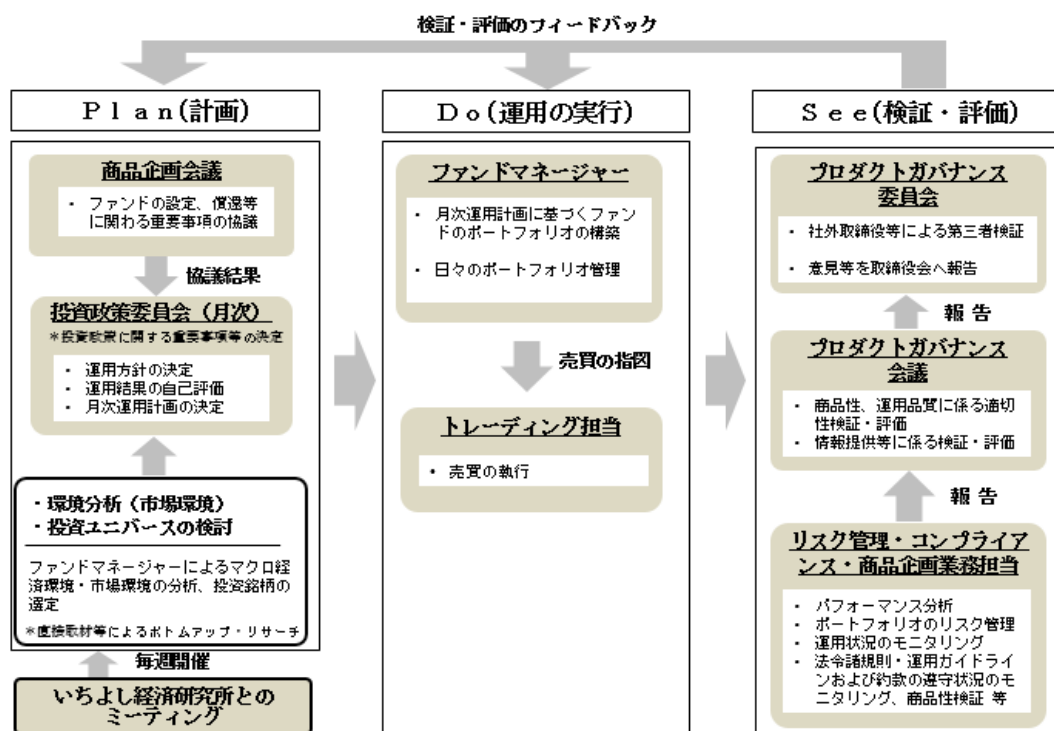 検証・評価のフィードバック
Ｐｌａｎ(計画)
商品企画会議
・ ファンドの設定、償還等
に関わる重要事項の協議
協議結果
投資政策委員会（月次）
＊投資政策に関する重要事項等の決定
・ 運用方針の決定
・ 運用結果の自己評価
・ 月次運用計画の決定
・環境分析（市場環境）
・投資ユニバースの検討
ファンドマネージャーによるマクロ経
済環境・市場環境の分析、投資銘柄の
選定
＊直接取材等によるボトムアップ・リサーチ
毎週開催
いちよし経済研究所との
ミーティング
Ｄｏ(運用の実行)
ファンドマネージャー
・ 月次運用計画に基づくファン
ドのポートフォリオの構築
・ 日々のポートフォリオ管理
売買の指図
トレーディング担当
・ 売買の執行
Ｓｅｅ(検証・評価)
プロダクトガバナンス
委員会
・ 社外取締役等による第三者検証
・ 意見等を取締役会へ報告
報 告
プロダクトガバナンス
会議
・ 商品性、運用品質に係る適切
性検証・評価
・ 情報提供等に係る検証・評価
報 告
リスク管理・コンプライア
ンス・商品企画業務担当
・ パフォーマンス分析
・ ポートフォリオのリスク管理
・ 運用状況のモニタリング
・ 法令諸規則・運用ガイドライ
ンおよび約款の遵守状況のモ
ニタリング、商品性検証 等